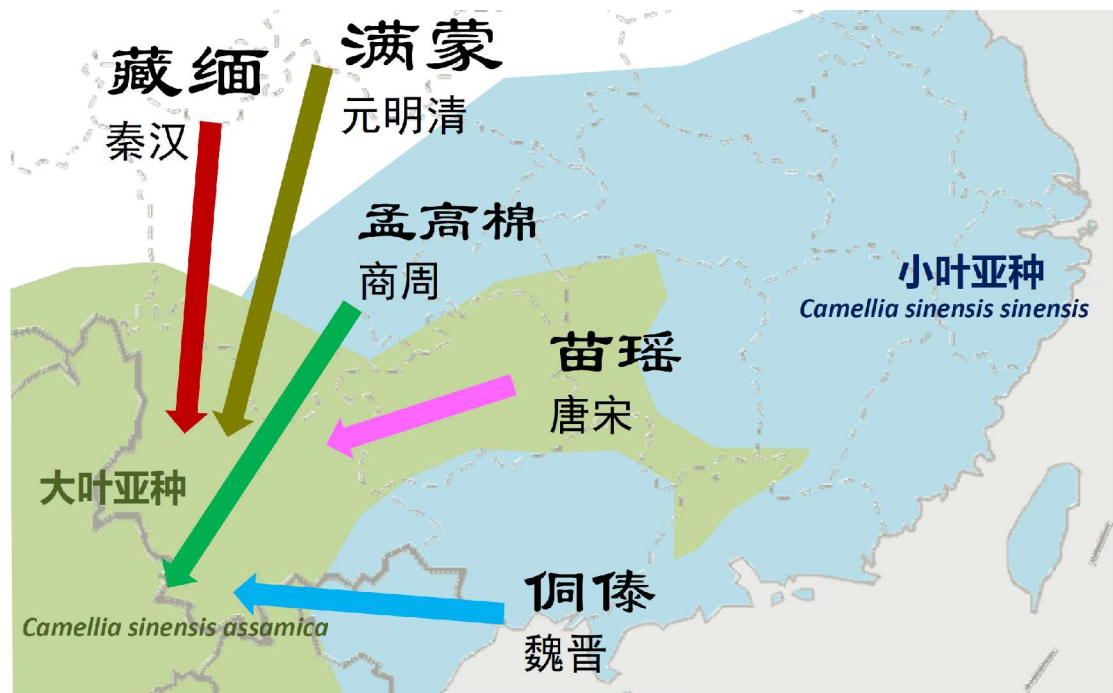 藏缅
秦汉
满蒙
元明清
孟高棉
商周
小叶亚种
Camellia sinensis sinensis
苗瑶
唐宋
大叶亚种
侗傣
魏晋
Camellia sinensis assamica